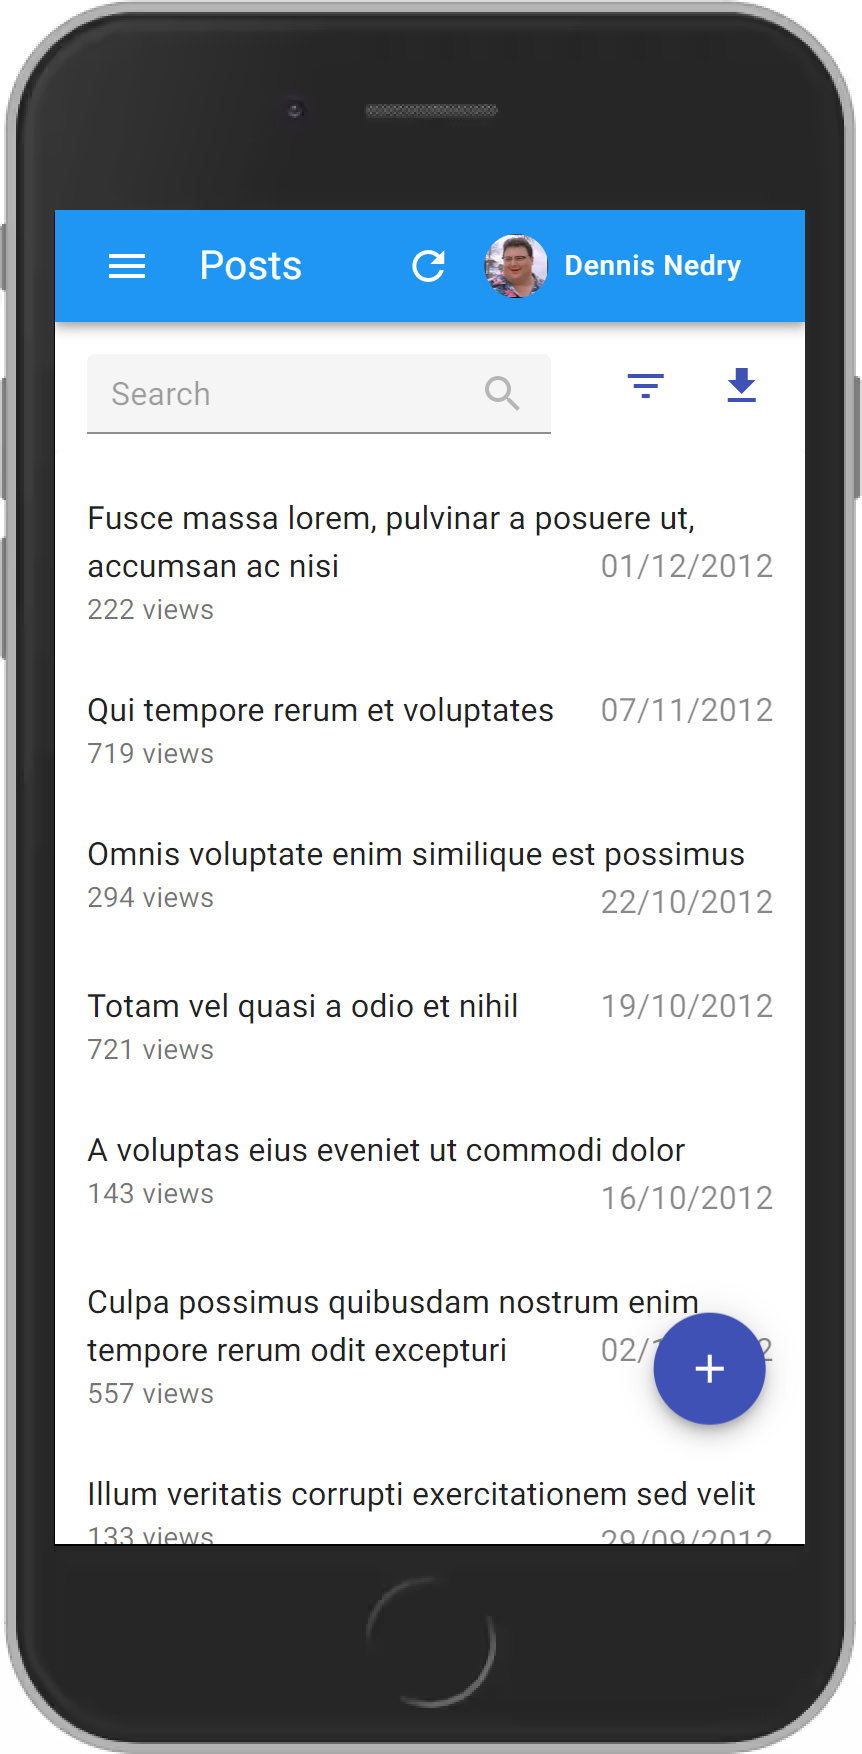 Posts Dennis Nedry
Search
Fusce massa lorem, pulvinar a posuere ut,
accumsan ac nisi 01/12/2012
222 views
Qui tempore rerum et voluptates 07/11/2012
719 views
Omnis voluptate enim similique est possimus
294 views 22/10/2012
Totam vel quasi a odio et nihil 19/10/2012
721 views
A voluptas eius eveniet ut commodi dolor
143 views 16/10/2012
Culpa possimus quibusdam nostrum enim
tempore rerum odit excepturi
557 views
Illum veritatis corrupti exercitationem sed velit
133 views 29/09/2012